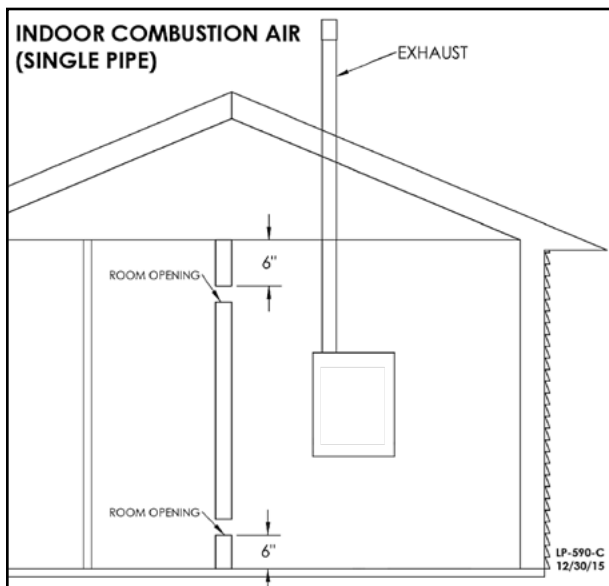 INDOOR COMBUSTION AIR
(SINGLE PIPE)
EXHAUST
6"
ROOM OPENING
ROOM OPENING
6"
LP-590-C
12/30/15